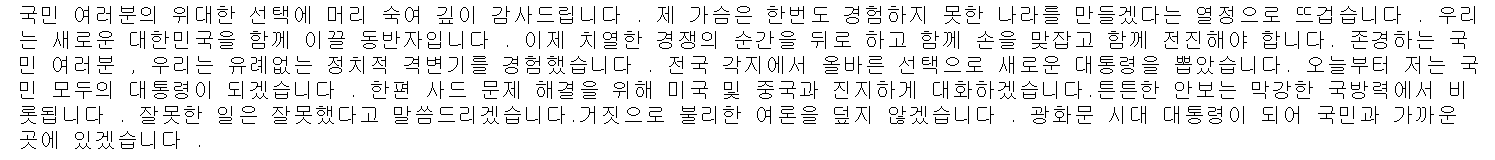 국민 여러분의 위대한 선택에 머리 숙여 깊이 감사드립니다 . 제 가슴은 한번도 경험하지 못한 나라를 만들겠다는 열정으로 뜨겁습니다 . 우리
는 새로운 대한민국을 함께 이끌 동반자입니다 . 이제 치열한 경쟁의 순간을 뒤로 하고 함께 손을 맞잡고 함께 전진해야 합니다. 존경하는 국
민 여러분 , 우리는 유례없는 정치적 격변기를 경험했습니다 . 전국 각지에서 올바른 선택으로 새로운 대통령을 뽑았습니다. 오늘부터 저는 국
민 모두의 대통령이 되겠습니다 . 한편 사드 문제 해결을 위해 미국 및 중국과 진지하게 대화하겠습니다.튼튼한 안보는 막강한 국방력에서 비
롯됩니다 . 잘못한 일은 잘못했다고 말씀드리겠습니다.거짓으로 불리한 여론을 덮지 않겠습니다 . 광화문 시대 대통령이 되어 국민과 가까운
곳에 있겠습니다 .